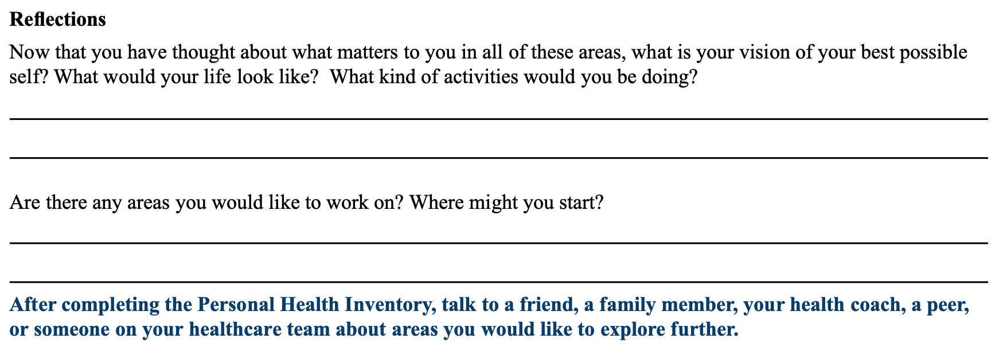 Reflections
Now that you have thought about what matters to you in all of these areas, what is your vision of your best possible
self? What would your life look like?  What kind of activities would you be doing?
Are there any areas you would like to work on? Where might you start?
After completing the Personal Health Inventory, talk to a friend, a family member, your health coach, a peer,
or someone on your healthcare team about areas you would like to explore further.